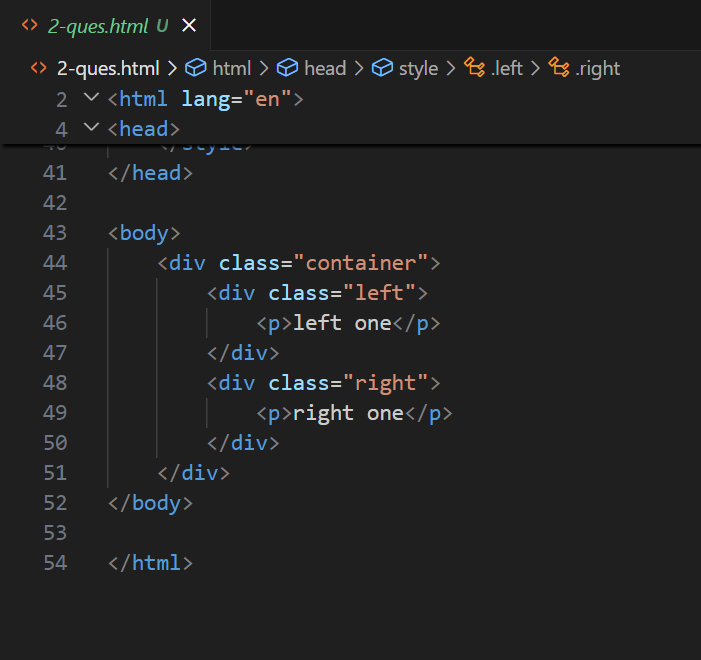 2-ques.html U
2-ques.html > html > head > style > .left > .right
2 <html lang="en">
4 <head>
40 </style>
41 </head>
42
43 <body>
44 <div class="container">
45 <div class="left">
46 <p>left one</p>
47 </div>
48 <div class="right">
49 <p>right one</p>
50 </div>
51 </div>
52 </body>
53
54 </html>